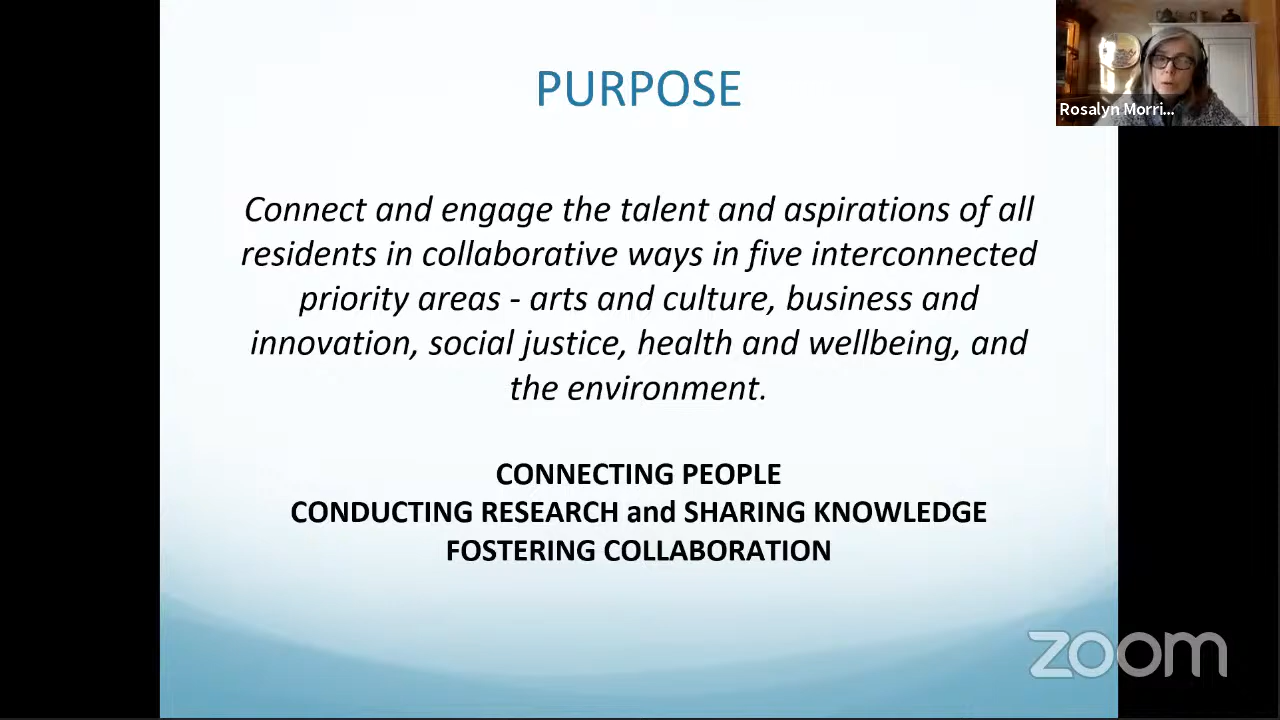 PURPOSE
Rosalyn Morri...
Connect and engage the talent and aspirations of all
residents in collaborative ways in five interconnected
priority areas - arts and culture, business and
innovation, social justice, health and wellbeing, and
the environment.
CONNECTING PEOPLE
CONDUCTING RESEARCH and SHARING KNOWLEDGE
FOSTERING COLLABORATION
zoom